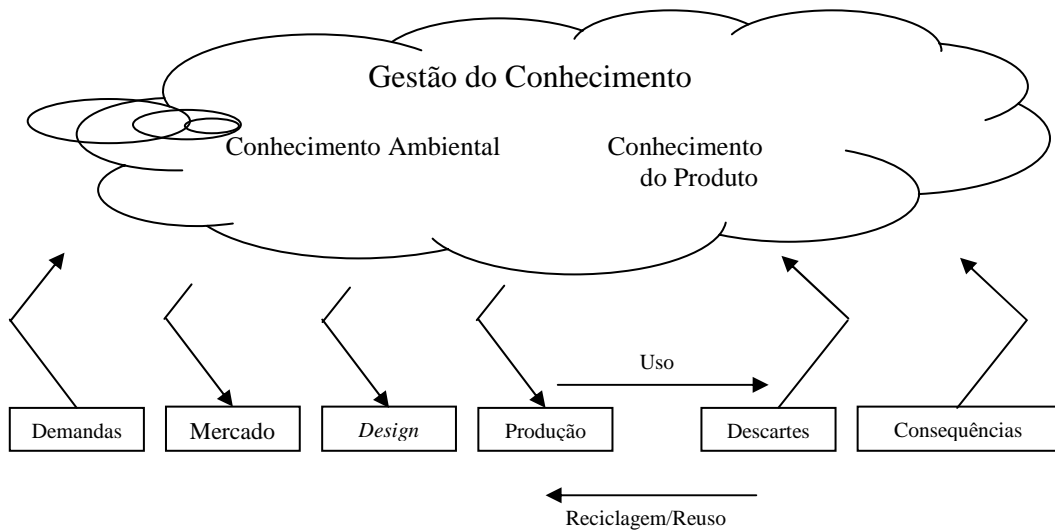 Gestão do Conhecimento
Conhecimento Ambiental
Conhecimento
do Produto
Uso
Demandas
Mercado
Design
Produção
Descartes
Consequências
Reciclagem/Reuso